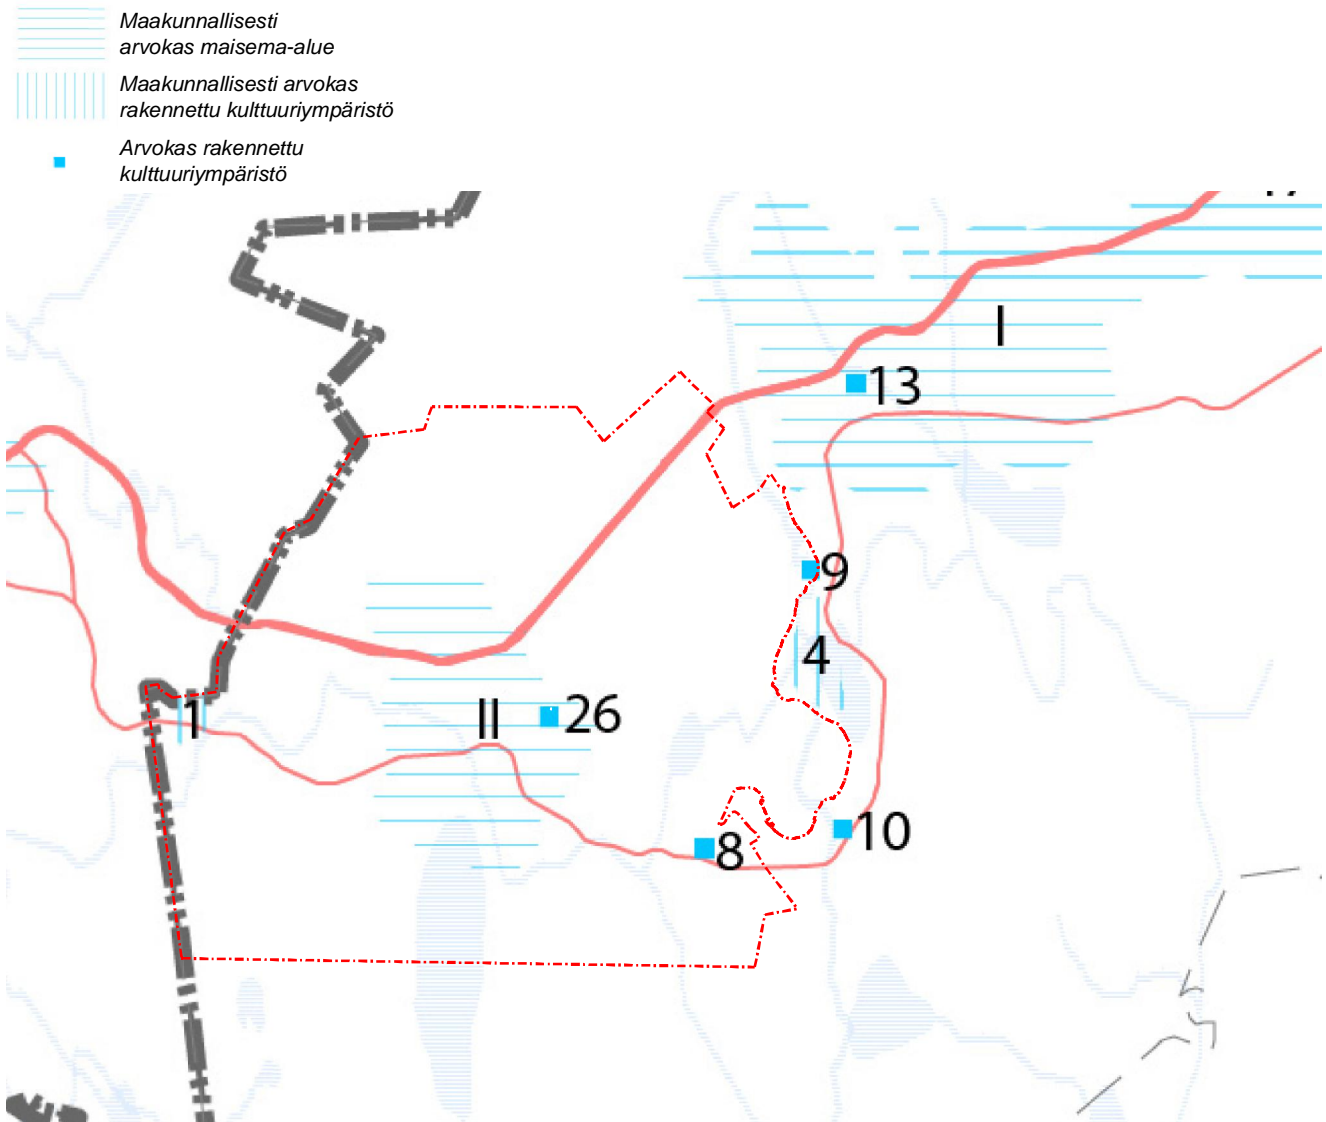 Maakunnallisesti
arvokas maisema-alue
Maakunnallisesti arvokas
rakennettu kulttuuriympäristö
Arvokas rakennettu
kulttuuriympäristö
I
13
9
4
1
II
26
8
10